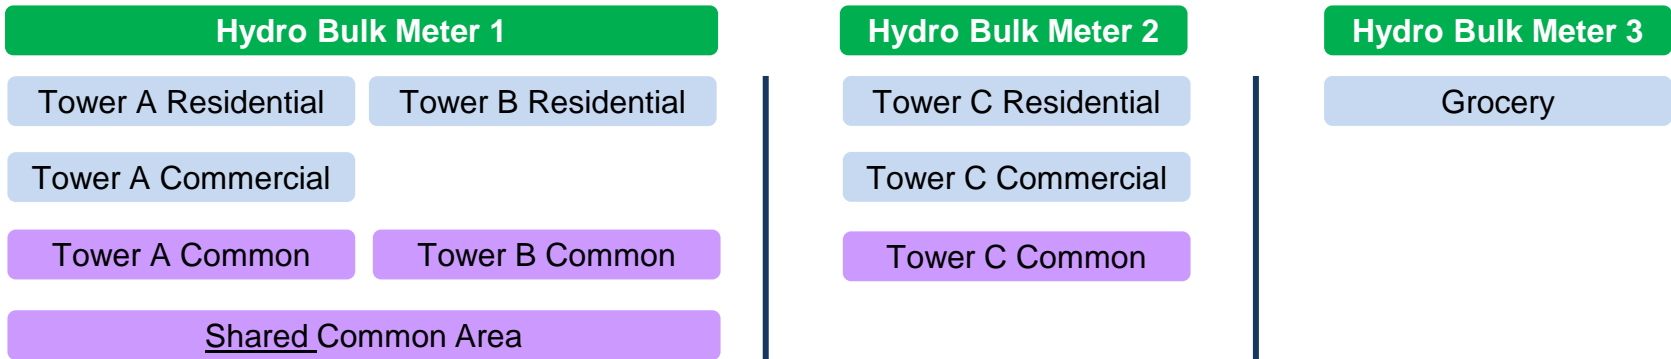 Hydro Bulk Meter 1
Hydro Bulk Meter 2
Hydro Bulk Meter 3
Tower A Residential
Tower B Residential
Tower C Residential
Grocery
Tower A Commercial
Tower C Commercial
Tower A Common
Tower B Common
Tower C Common
Shared Common Area